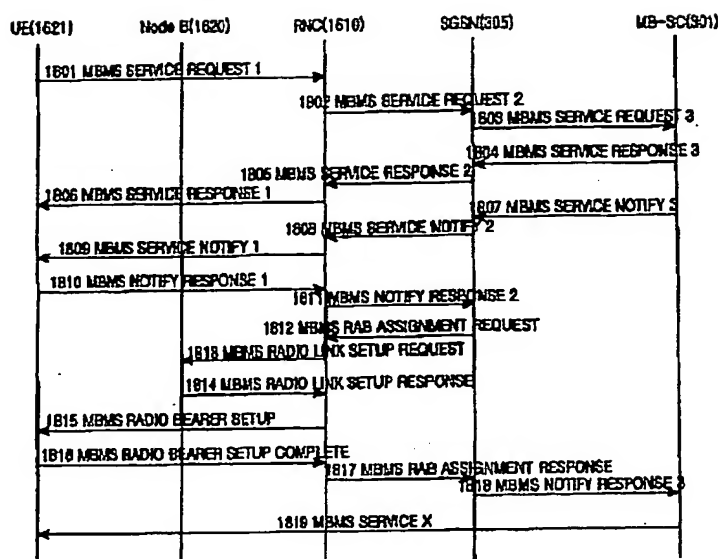 UE(1621) Node B(1620) RNC(1610) SGSN(305) MB-SC(301)
1801 MBMS SERVICE REQUEST 1
1802 MBMS SERVICE REQUEST 2
1803 MBMS SERVICE REQUEST 3
1804 MBMS SERVICE RESPONSE 3
1805 MBMS SERVICE RESPONSE 2
1806 MBMS SERVICE RESPONSE 1
1807 MBMS SERVICE NOTIFY 3
1808 MBMS SERVICE NOTIFY 2
1809 MBMS SERVICE NOTIFY 1
1810 MBMS NOTIFY RESPONSE 1
1811 MBMS NOTIFY RESPONSE 2
1812 MBMS RAB ASSIGNMENT REQUEST
1813 MBMS RADIO LINK SETUP REQUEST
1814 MBMS RADIO LINK SETUP RESPONSE
1815 MBMS RADIO BEARER SETUP
1816 MBMS RADIO BEARER SETUP COMPLETE
1817 MBMS RAB ASSIGNMENT RESPONSE
1818 MBMS NOTIFY RESPONSE 3
1819 MBMS SERVICE X